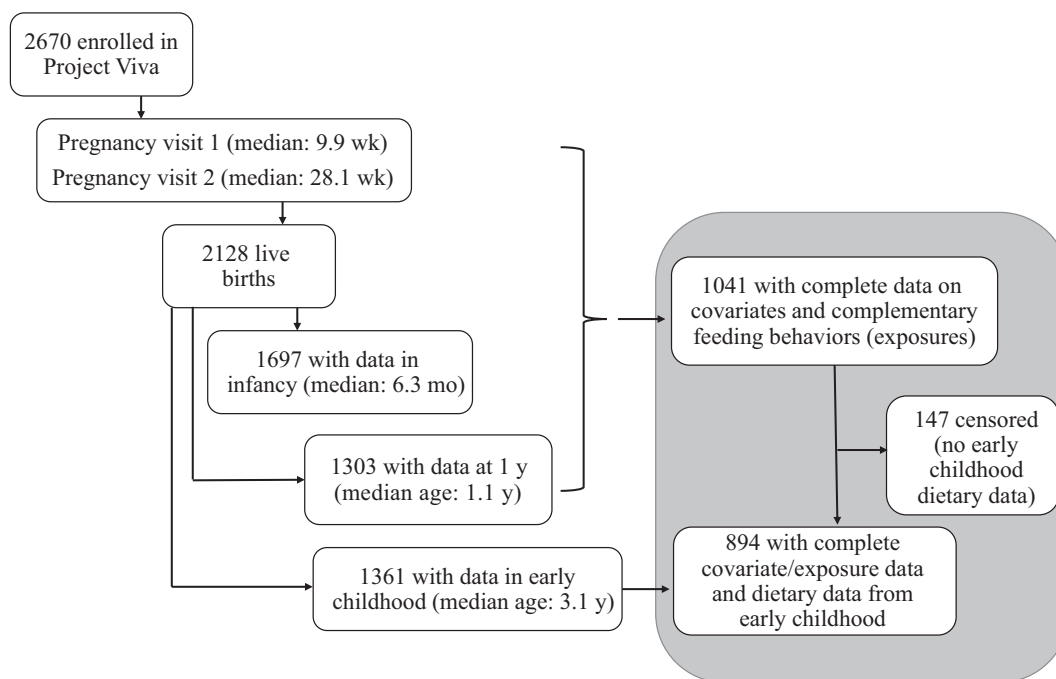 2670 enrolled in
Project Viva
Pregnancy visit 1 (median: 9.9 wk)
Pregnancy visit 2 (median: 28.1 wk)
2128 live
births
1697 with data in
infancy (median: 6.3 mo)
1303 with data at 1 y
(median age: 1.1 y)
1361 with data in early
childhood (median age: 3.1 y)
1041 with complete data on
covariates and complementary
feeding behaviors (exposures)
147 censored
(no early
childhood
dietary data)
894 with complete
covariate/exposure data
and dietary data from
early childhood